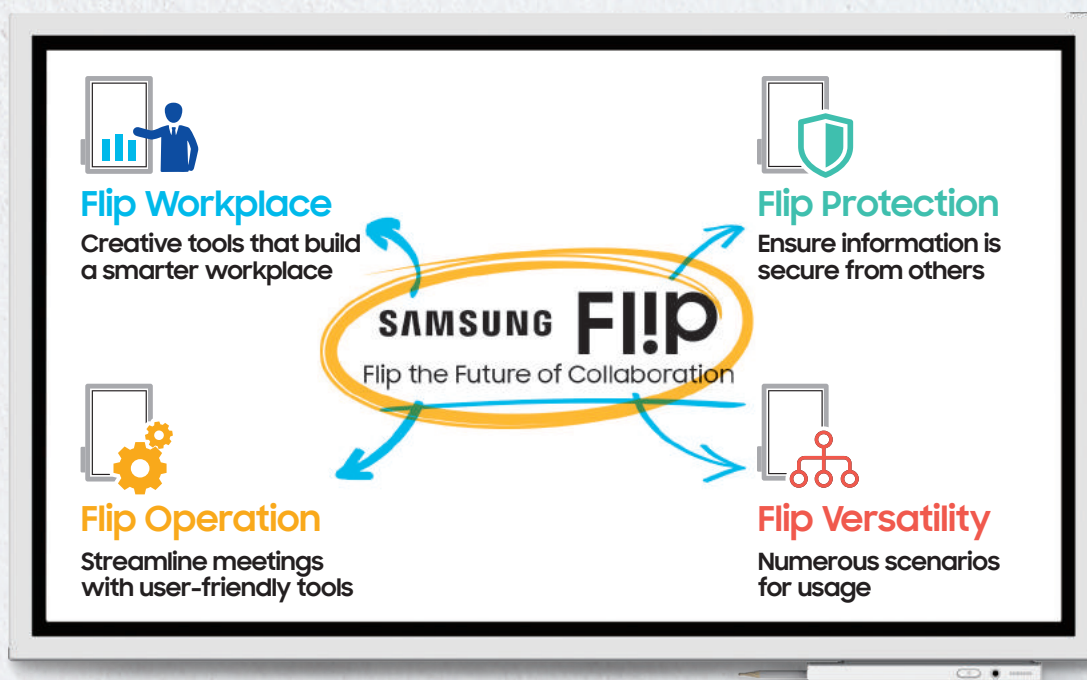 Flip Workplace
Creative tools that build
a smarter workplace
Flip Protection
Ensure information is
secure from others
SAMSUNG Flip
Flip the Future of Collaboration
Flip Operation
Streamline meetings
with user-friendly tools
Flip Versatility
Numerous scenarios
for usage